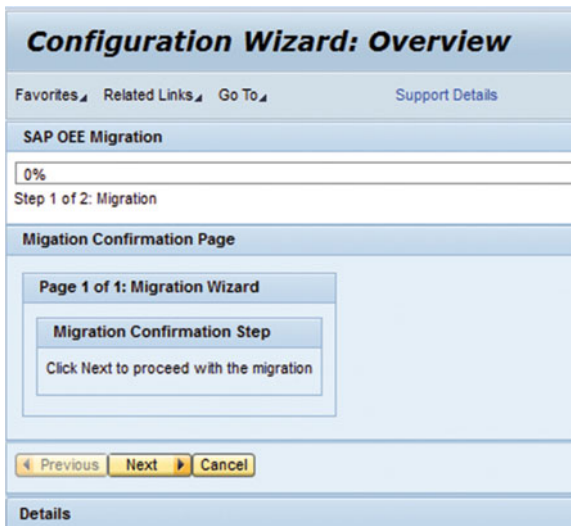 Configuration Wizard: Overview
Favorites Related Links Go To Support Details
SAP OEE Migration
0%
Step 1 of 2: Migration
Migation Confirmation Page
Page 1 of 1: Migration Wizard
Migration Confirmation Step
Click Next to proceed with the migration
Previous Next Cancel
Details